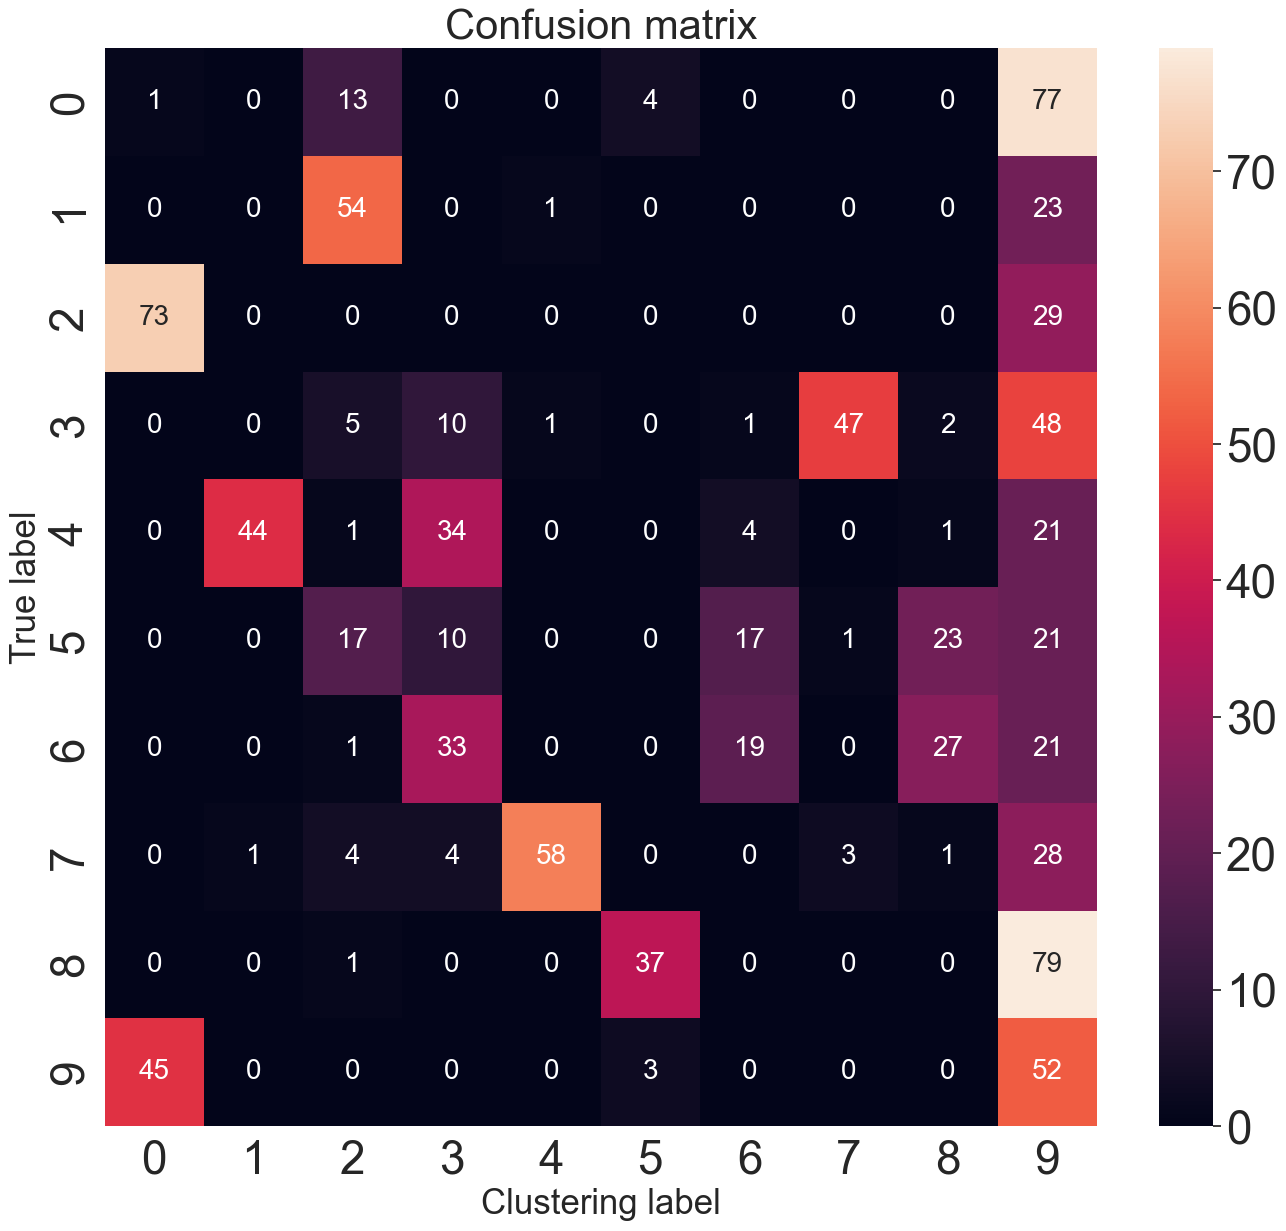 Confusion matrix
0 1 0 13 0 0 4 0 0 0 77
1 0 0 54 0 1 0 0 0 0 23
2 73 0 0 0 0 0 0 0 0 29
3 0 0 5 10 1 0 1 47 2 48
4 0 44 1 34 0 0 4 0 1 21
5 0 0 17 10 0 0 17 1 23 21
6 0 0 1 33 0 0 19 0 27 21
7 0 1 4 4 58 0 0 3 1 28
8 0 0 1 0 0 37 0 0 0 79
9 45 0 0 0 0 3 0 0 0 52
0 1 2 3 4 5 6 7 8 9
True label
Clustering label
70
60
50
40
30
20
10
0